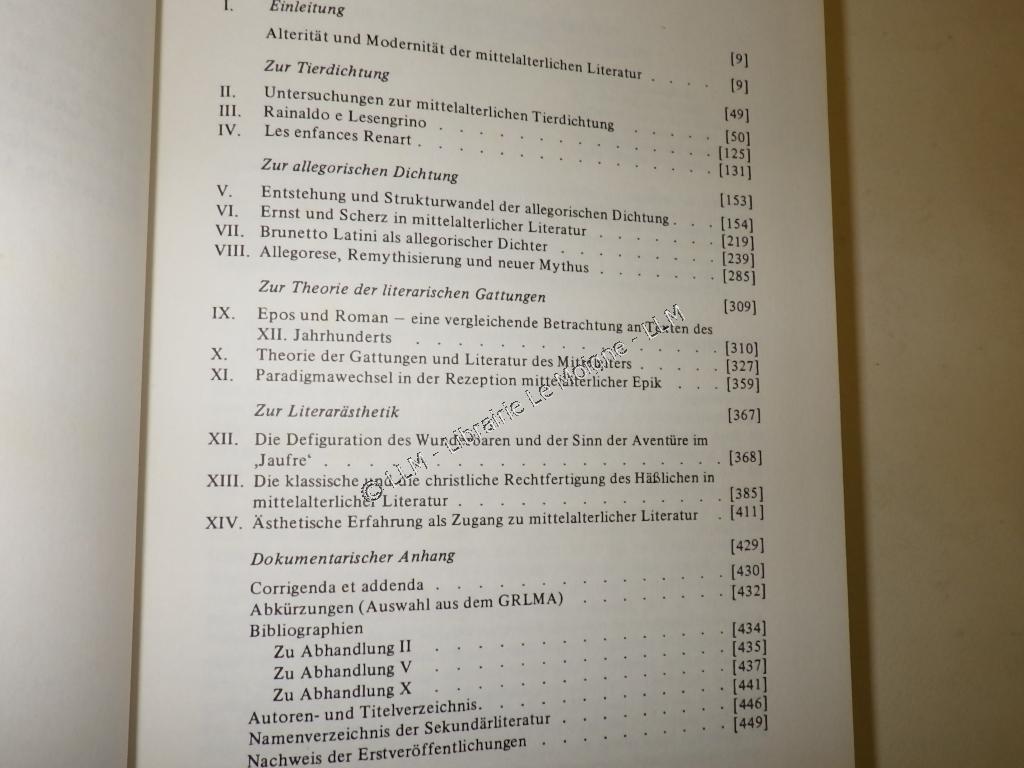 I. Einleitung [9]
Alterität und Modernität der mittelalterlichen Literatur . . . . [9]
Zur Tierdichtung [49]
II. Untersuchungen zur mittelalterlichen Tierdichtung . . . . . [50]
III. Rainaldo e Lesengrino . . . . . . . . . . . . . . [125]
IV. Les enfances Renart . . . . . . . . . . . . . . . [131]
Zur allegorischen Dichtung [153]
V. Entstehung und Strukturwandel der allegorischen Dichtung . . . [154]
VI. Ernst und Scherz in mittelalterlicher Literatur . . . . . . . [219]
VII. Brunetto Latini als allegorischer Dichter . . . . . . . . [239]
VIII. Allegorese, Remythisierung und neuer Mythus . . . . . . [285]
Zur Theorie der literarischen Gattungen [309]
IX. Epos und Roman – eine vergleichende Betrachtung an Texten des
XII. Jahrhunderts . . . . . . . . . . . . . . . [310]
X. Theorie der Gattungen und Literatur des Mittelalters . . . . [327]
XI. Paradigmawechsel in der Rezeption mittelalterlicher Epik . . . [359]
Zur Literarästhetik [367]
XII. Die Defiguration des Wunderbaren und der Sinn der Aventüre im
‚Jaufre‘ . . . . . . . . . . . . . . . . . . . [368]
XIII. Die klassische und die christliche Rechtfertigung des Häßlichen in
mittelalterlicher Literatur . . . . . . . . . . . . . [385]
XIV. Ästhetische Erfahrung als Zugang zu mittelalterlicher Literatur . [411]
Dokumentarischer Anhang [429]
Corrigenda et addenda . . . . . . . . . . . . . . [430]
Abkürzungen (Auswahl aus dem GRLMA) . . . . . . . [432]
Bibliographien
Zu Abhandlung II . . . . . . . . . . . . . . [434]
Zu Abhandlung V . . . . . . . . . . . . . . [435]
Zu Abhandlung X . . . . . . . . . . . . . . [437]
Autoren- und Titelverzeichnis. . . . . . . . . . . . [441]
Namenverzeichnis der Sekundärliteratur . . . . . . . . [446]
Nachweis der Erstveröffentlichungen . . . . . . . . . [449]
© LLM - Librairie Le Moigne - LLM